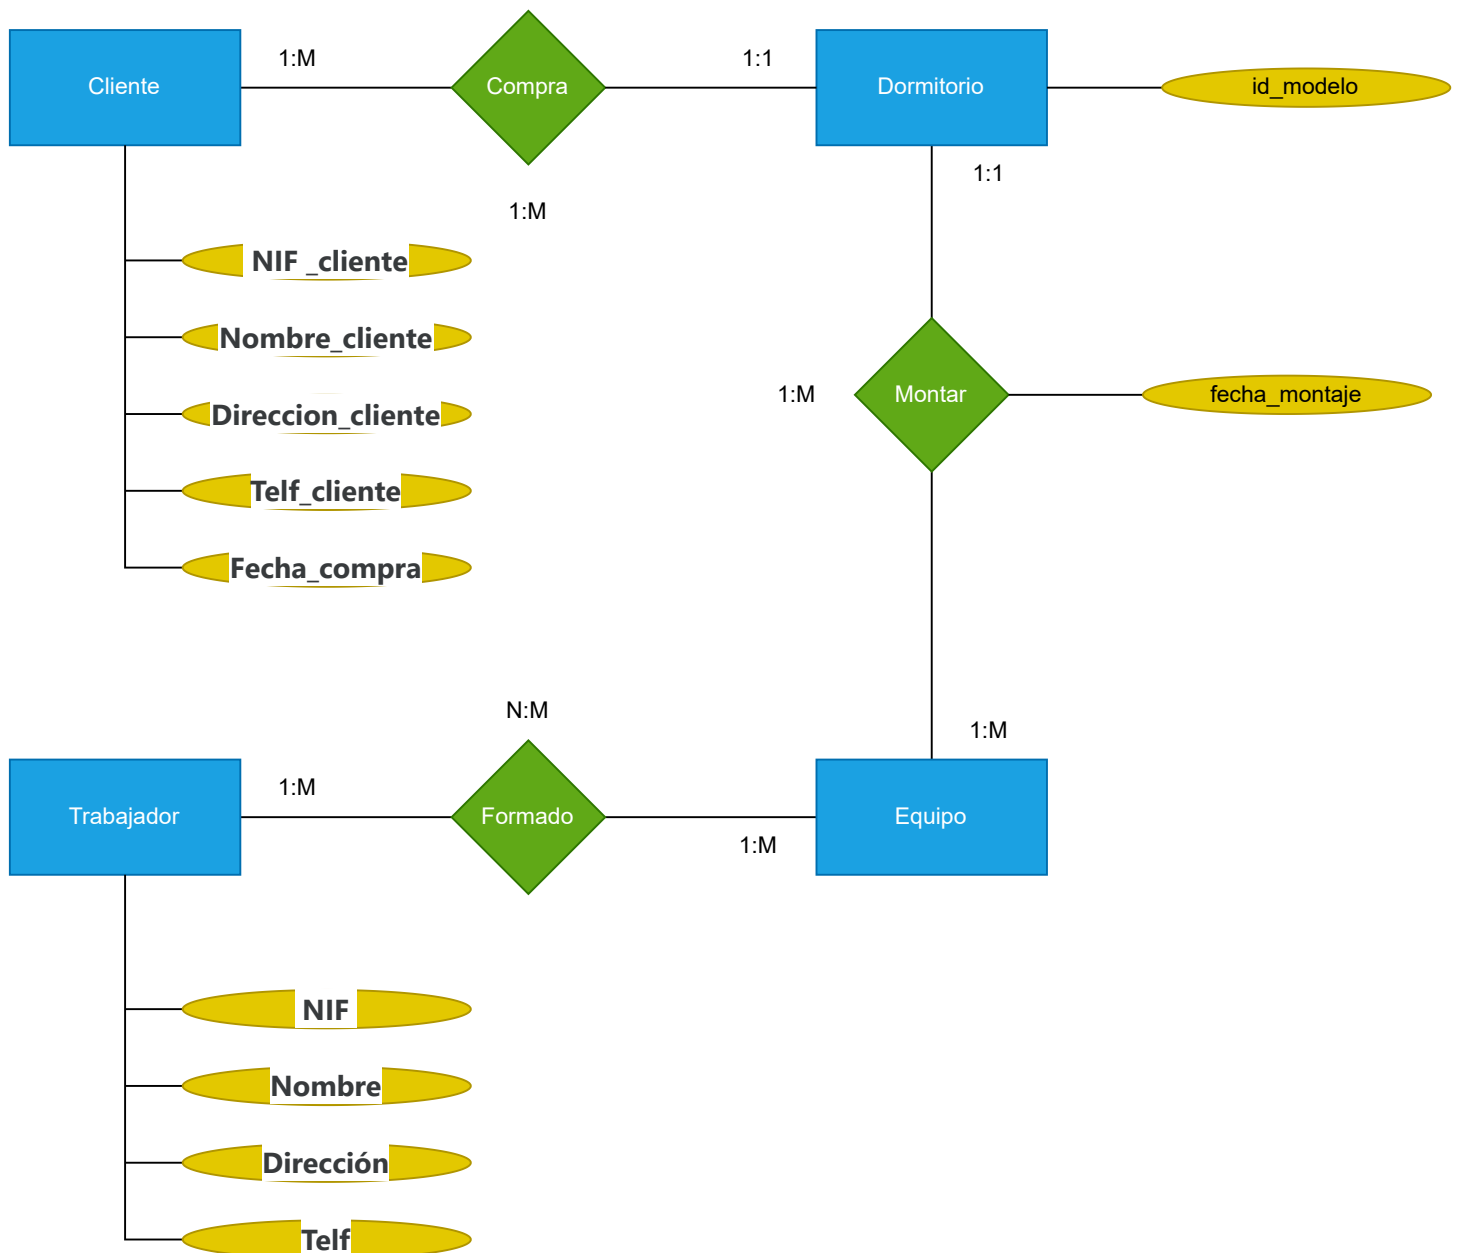 Cliente
1:M
Compra
1:1
Dormitorio
id_modelo
1:M
1:1
NIF _cliente
Nombre_cliente
1:M
Montar
fecha_montaje
Direccion_cliente
Telf_cliente
Fecha_compra
N:M
1:M
Trabajador
1:M
Formado
1:M
Equipo
NIF
Nombre
Dirección
Telf